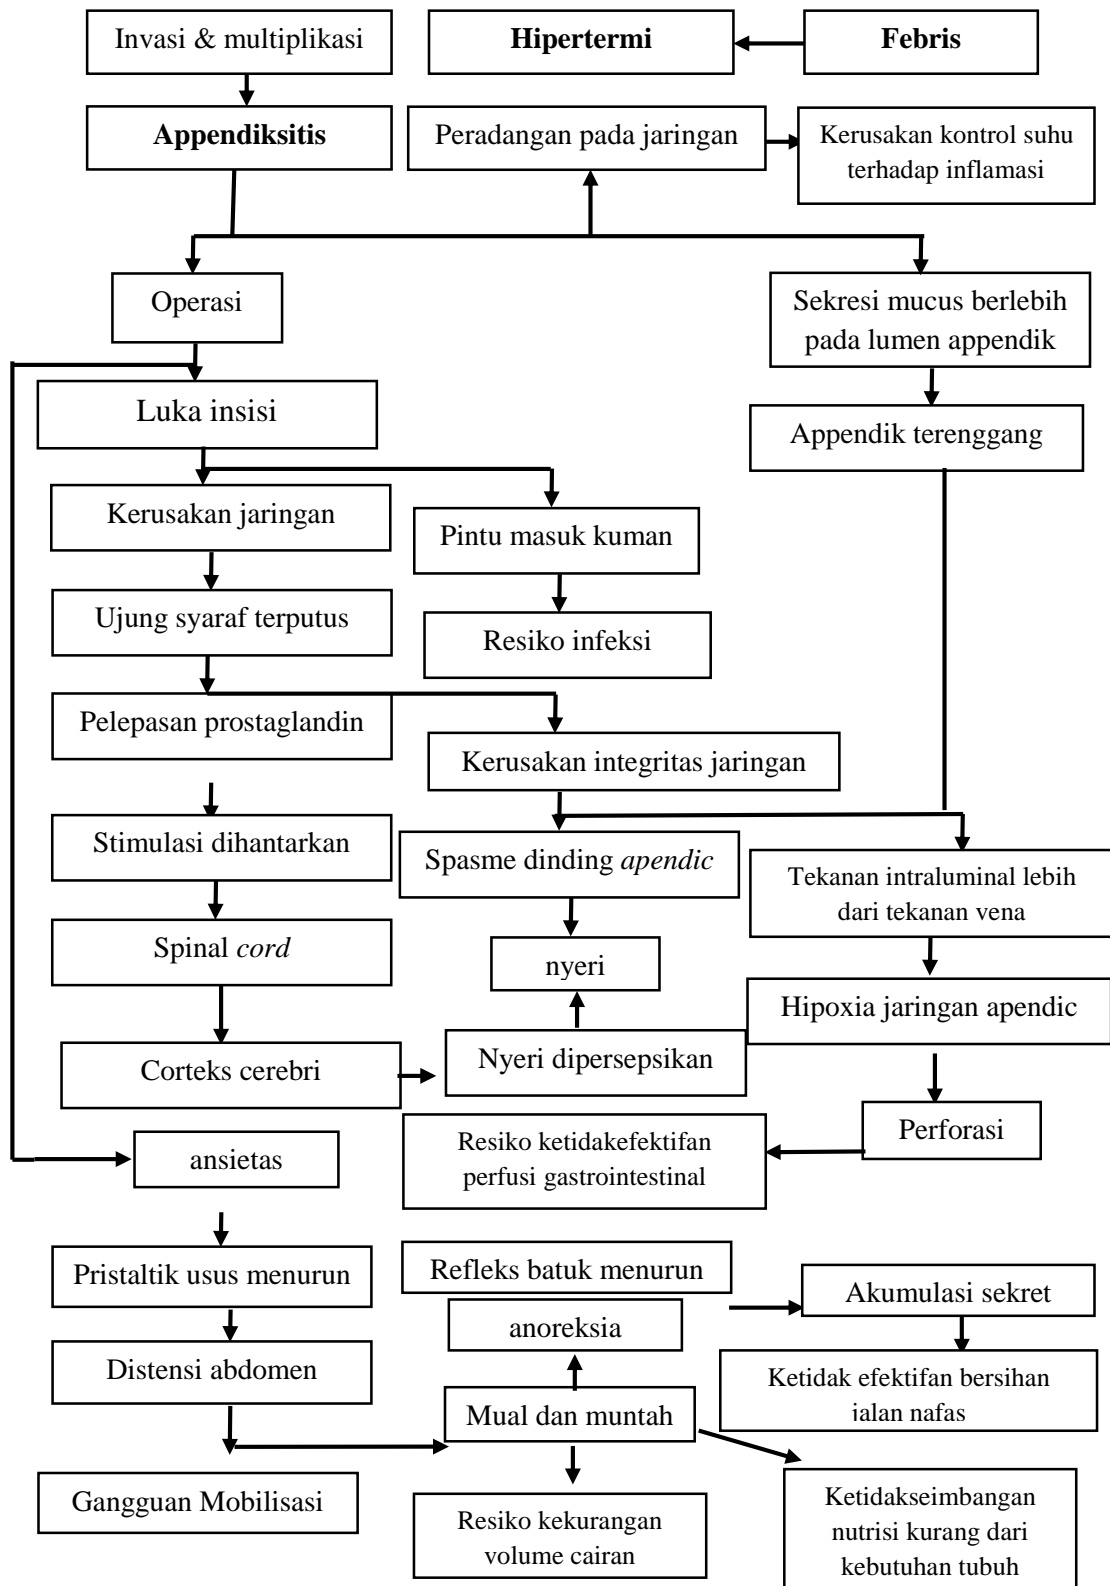 Invasi & multiplikasi
Hipertermi
Febris
Appendiksitis
Peradangan pada jaringan
Kerusakan kontrol suhu
terhadap inflamasi
Operasi
Sekresi mucus berlebih
pada lumen appendik
Luka insisi
Appendik terenggang
Kerusakan jaringan
Pintu masuk kuman
Ujung syaraf terputus
Resiko infeksi
Pelepasan prostaglandin
Kerusakan integritas jaringan
Stimulasi dihantarkan
Spasme dinding apendic
Tekanan intraluminal lebih
dari tekanan vena
Spinal cord
nyeri
Hipoxia jaringan apendic
Corteks cerebri
Nyeri dipersepsikan
Perforasi
ansietas
Resiko ketidakefektifan
perfusi gastrointestinal
Pristaltik usus menurun
Refleks batuk menurun
Akumulasi sekret
anoreksia
Distensi abdomen
Ketidak efektifan bersihan
jalan nafas
Mual dan muntah
Gangguan Mobilisasi
Resiko kekurangan
volume cairan
Ketidakseimbangan
nutrisi kurang dari
kebutuhan tubuh